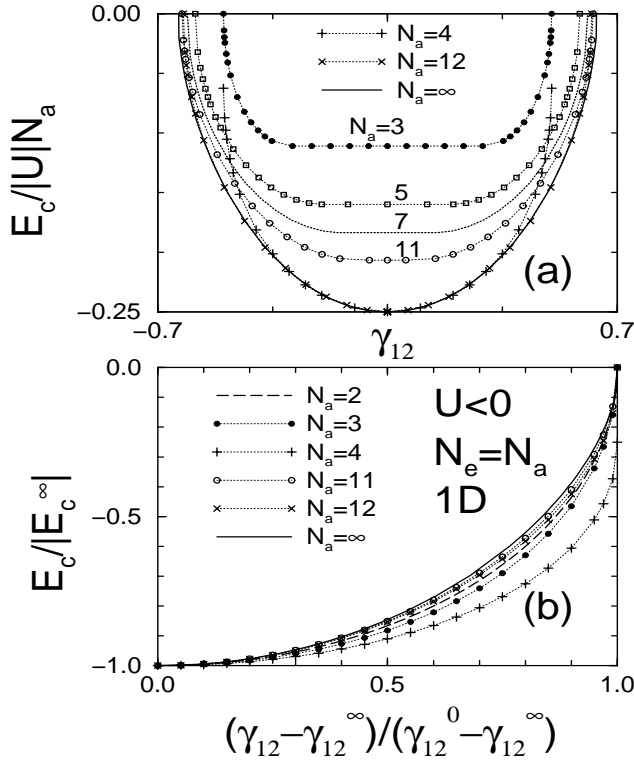 0.00
N_a=4
N_a=12
N_a=∞
N_a=3
5
7
11
(a)
E_c/|U|N_a
−0.25
−0.7
γ_12
0.7
0.0
U<0
N_e=N_a
1D
N_a=2
N_a=3
N_a=4
N_a=11
N_a=12
N_a=∞
−0.5
E_c/|E_c^∞|
(b)
−1.0
0.0
0.5
1.0
(γ_12−γ_12^∞)/(γ_12^0−γ_12^∞)